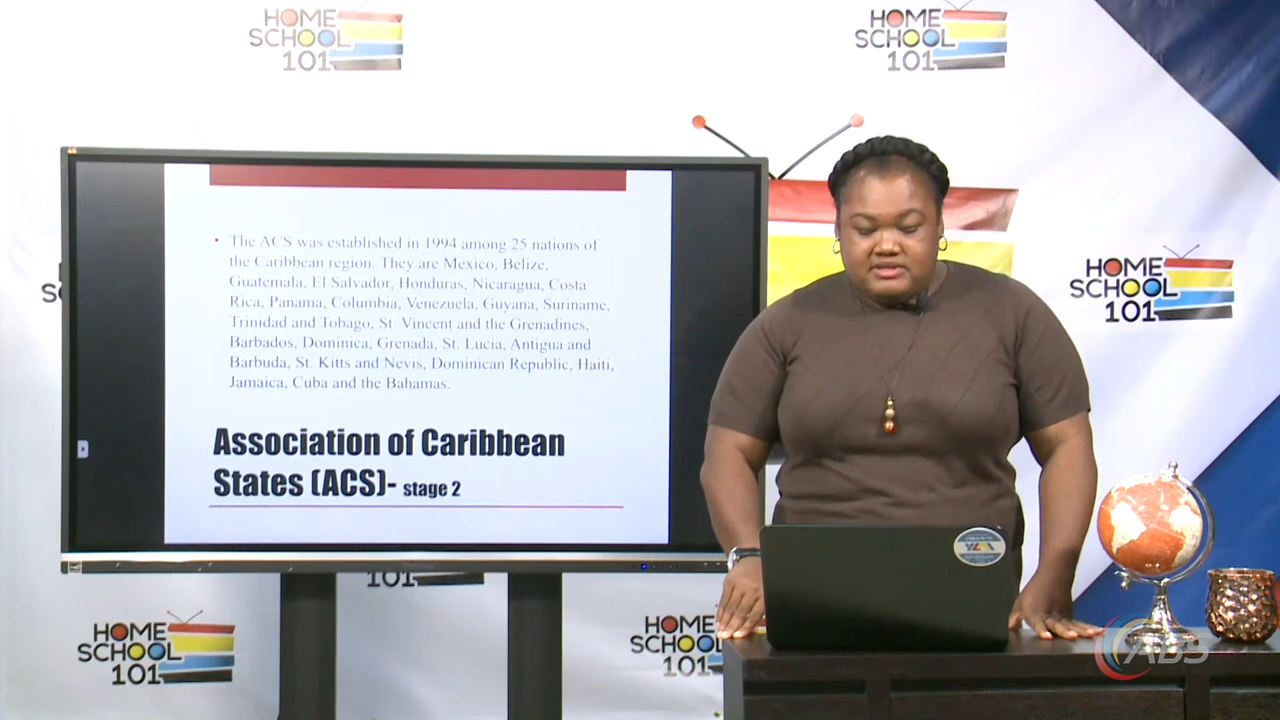 HOME
SCHOOL
101
HOME
SCHOOL
101
• The ACS was established in 1994 among 25 nations of
the Caribbean region. They are Mexico, Belize,
Guatemala, El Salvador, Honduras, Nicaragua, Costa
Rica, Panama, Columbia, Venezuela, Guyana, Suriname,
Trinidad and Tobago, St. Vincent and the Grenadines,
Barbados, Dominica, Grenada, St. Lucia, Antigua and
Barbuda, St. Kitts and Nevis, Dominican Republic, Haiti,
Jamaica, Cuba and the Bahamas.
Association of Caribbean
States (ACS)- stage 2
HOME
SCHOOL
101
101
HOME
SCHOOL
101
HOME
SCHOOL
101
ABS